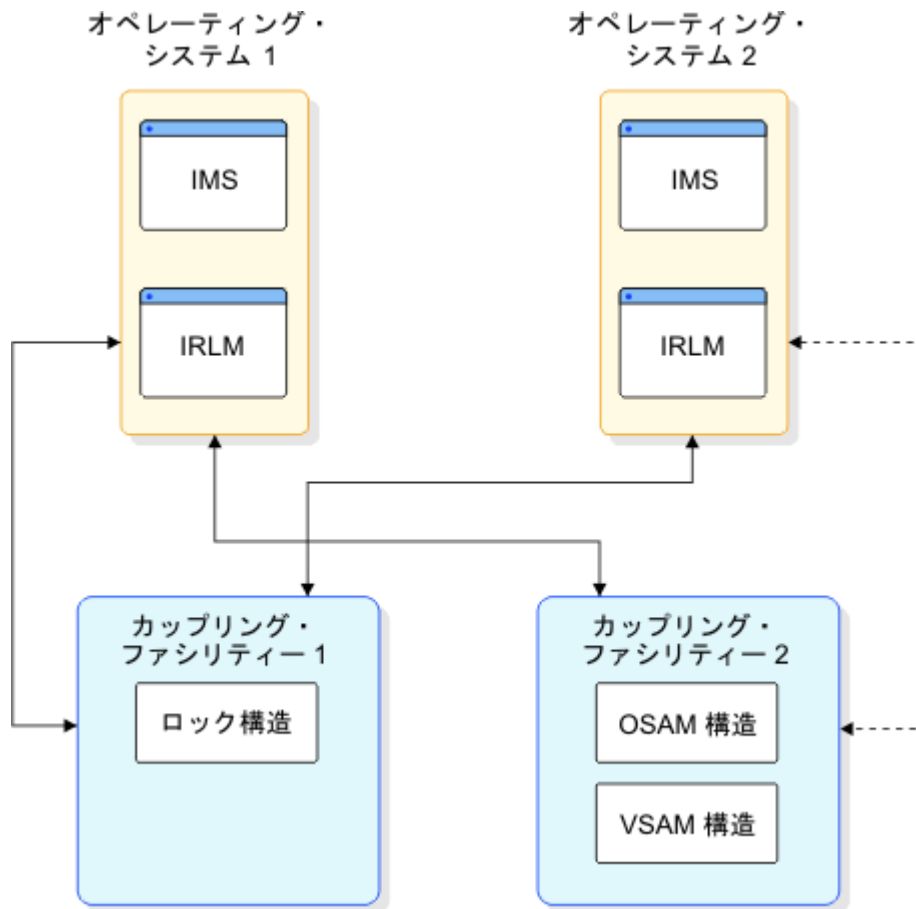 オペレーティング・
システム 1
オペレーティング・
システム 2
IMS
IMS
IRLM
IRLM
カップリング・
ファシリティー 1
カップリング・
ファシリティー 2
ロック構造
OSAM 構造
VSAM 構造